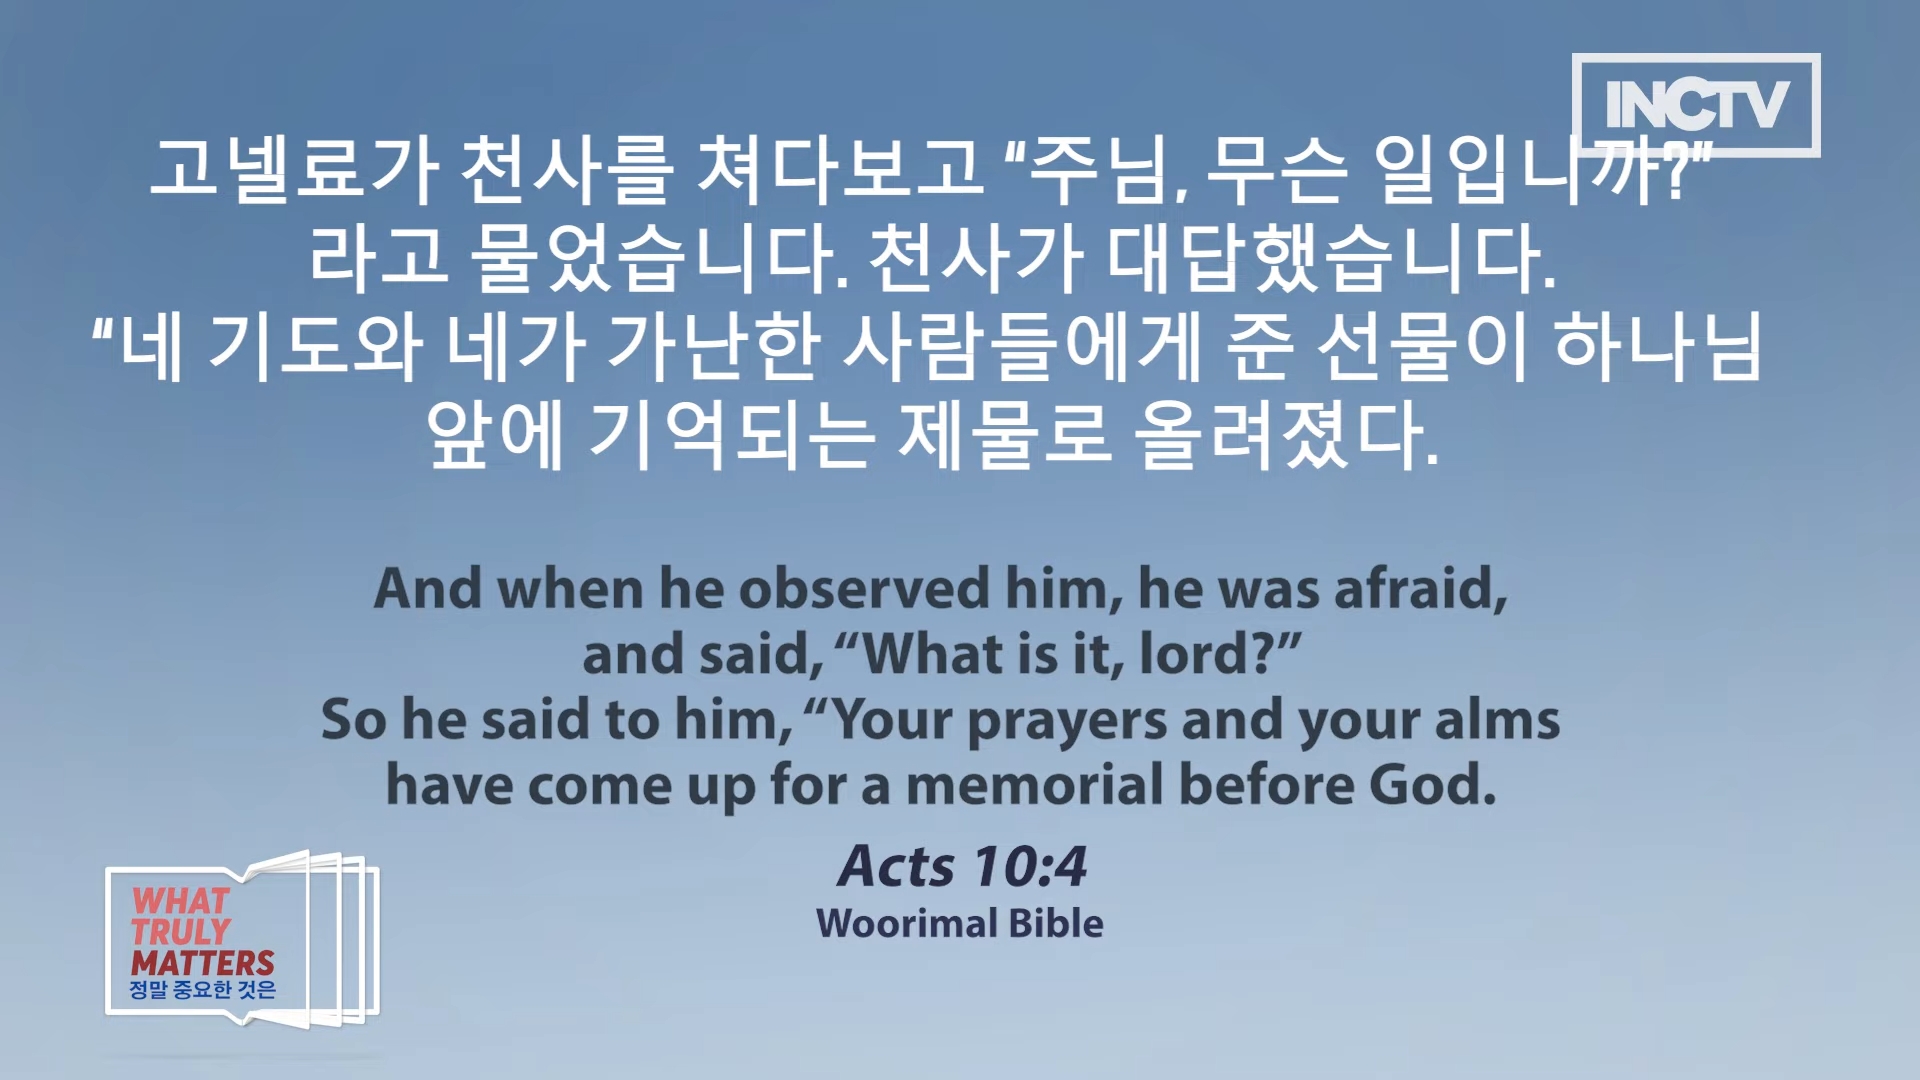 INCTV
고넬료가 천사를 쳐다보고 “주님, 무슨 일입니까?”
라고 물었습니다. 천사가 대답했습니다.
“네 기도와 네가 가난한 사람들에게 준 선물이 하나님
앞에 기억되는 제물로 올려졌다.
And when he observed him, he was afraid,
and said, “What is it, lord?”
So he said to him, “Your prayers and your alms
have come up for a memorial before God.
Acts 10:4
Woorimal Bible
WHAT
TRULY
MATTERS
정말 중요한 것은